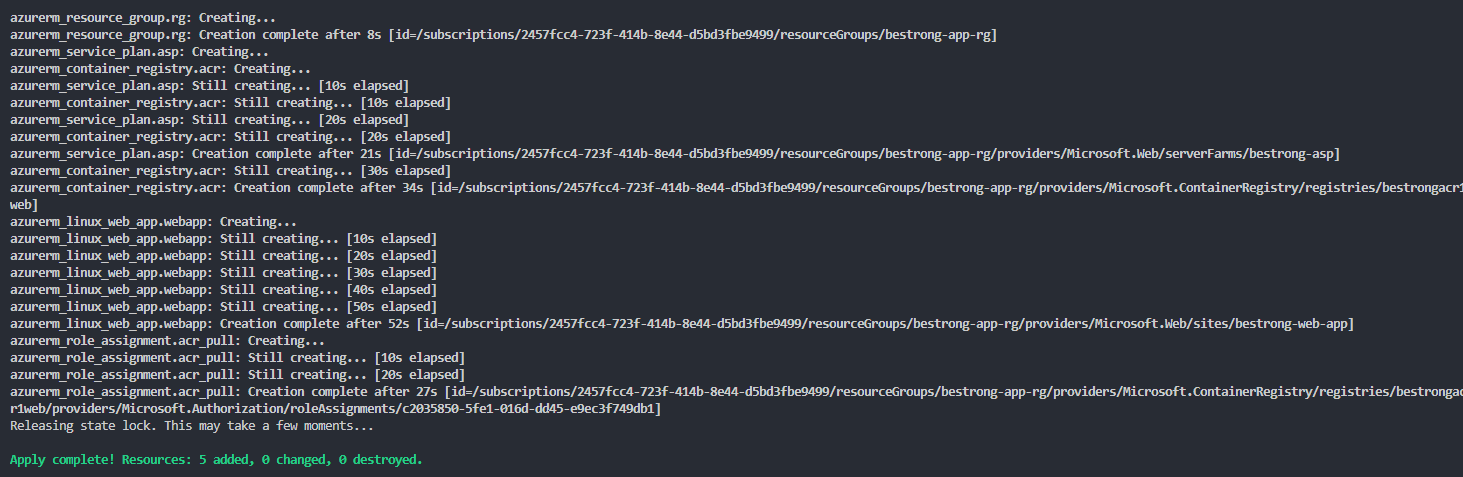 azurerm_resource_group.rg: Creating...
azurerm_resource_group.rg: Creation complete after 8s [id=/subscriptions/2457fcc4-723f-414b-8e44-d5bd3fbe9499/resourceGroups/bestrong-app-rg]
azurerm_service_plan.asp: Creating...
azurerm_container_registry.acr: Creating...
azurerm_service_plan.asp: Still creating... [10s elapsed]
azurerm_container_registry.acr: Still creating... [10s elapsed]
azurerm_service_plan.asp: Still creating... [20s elapsed]
azurerm_container_registry.acr: Still creating... [20s elapsed]
azurerm_service_plan.asp: Creation complete after 21s [id=/subscriptions/2457fcc4-723f-414b-8e44-d5bd3fbe9499/resourceGroups/bestrong-app-rg/providers/Microsoft.Web/serverFarms/bestrong-asp]
azurerm_container_registry.acr: Still creating... [30s elapsed]
azurerm_container_registry.acr: Creation complete after 34s [id=/subscriptions/2457fcc4-723f-414b-8e44-d5bd3fbe9499/resourceGroups/bestrong-app-rg/providers/Microsoft.ContainerRegistry/registries/bestrongacr1
web]
azurerm_linux_web_app.webapp: Creating...
azurerm_linux_web_app.webapp: Still creating... [10s elapsed]
azurerm_linux_web_app.webapp: Still creating... [20s elapsed]
azurerm_linux_web_app.webapp: Still creating... [30s elapsed]
azurerm_linux_web_app.webapp: Still creating... [40s elapsed]
azurerm_linux_web_app.webapp: Still creating... [50s elapsed]
azurerm_linux_web_app.webapp: Creation complete after 52s [id=/subscriptions/2457fcc4-723f-414b-8e44-d5bd3fbe9499/resourceGroups/bestrong-app-rg/providers/Microsoft.Web/sites/bestrong-web-app]
azurerm_role_assignment.acr_pull: Creating...
azurerm_role_assignment.acr_pull: Still creating... [10s elapsed]
azurerm_role_assignment.acr_pull: Still creating... [20s elapsed]
azurerm_role_assignment.acr_pull: Creation complete after 27s [id=/subscriptions/2457fcc4-723f-414b-8e44-d5bd3fbe9499/resourceGroups/bestrong-app-rg/providers/Microsoft.ContainerRegistry/registries/bestrongac
r1web/providers/Microsoft.Authorization/roleAssignments/c2035850-5fe1-016d-dd45-e9ec3f749db1]
Releasing state lock. This may take a few moments...
Apply complete! Resources: 5 added, 0 changed, 0 destroyed.